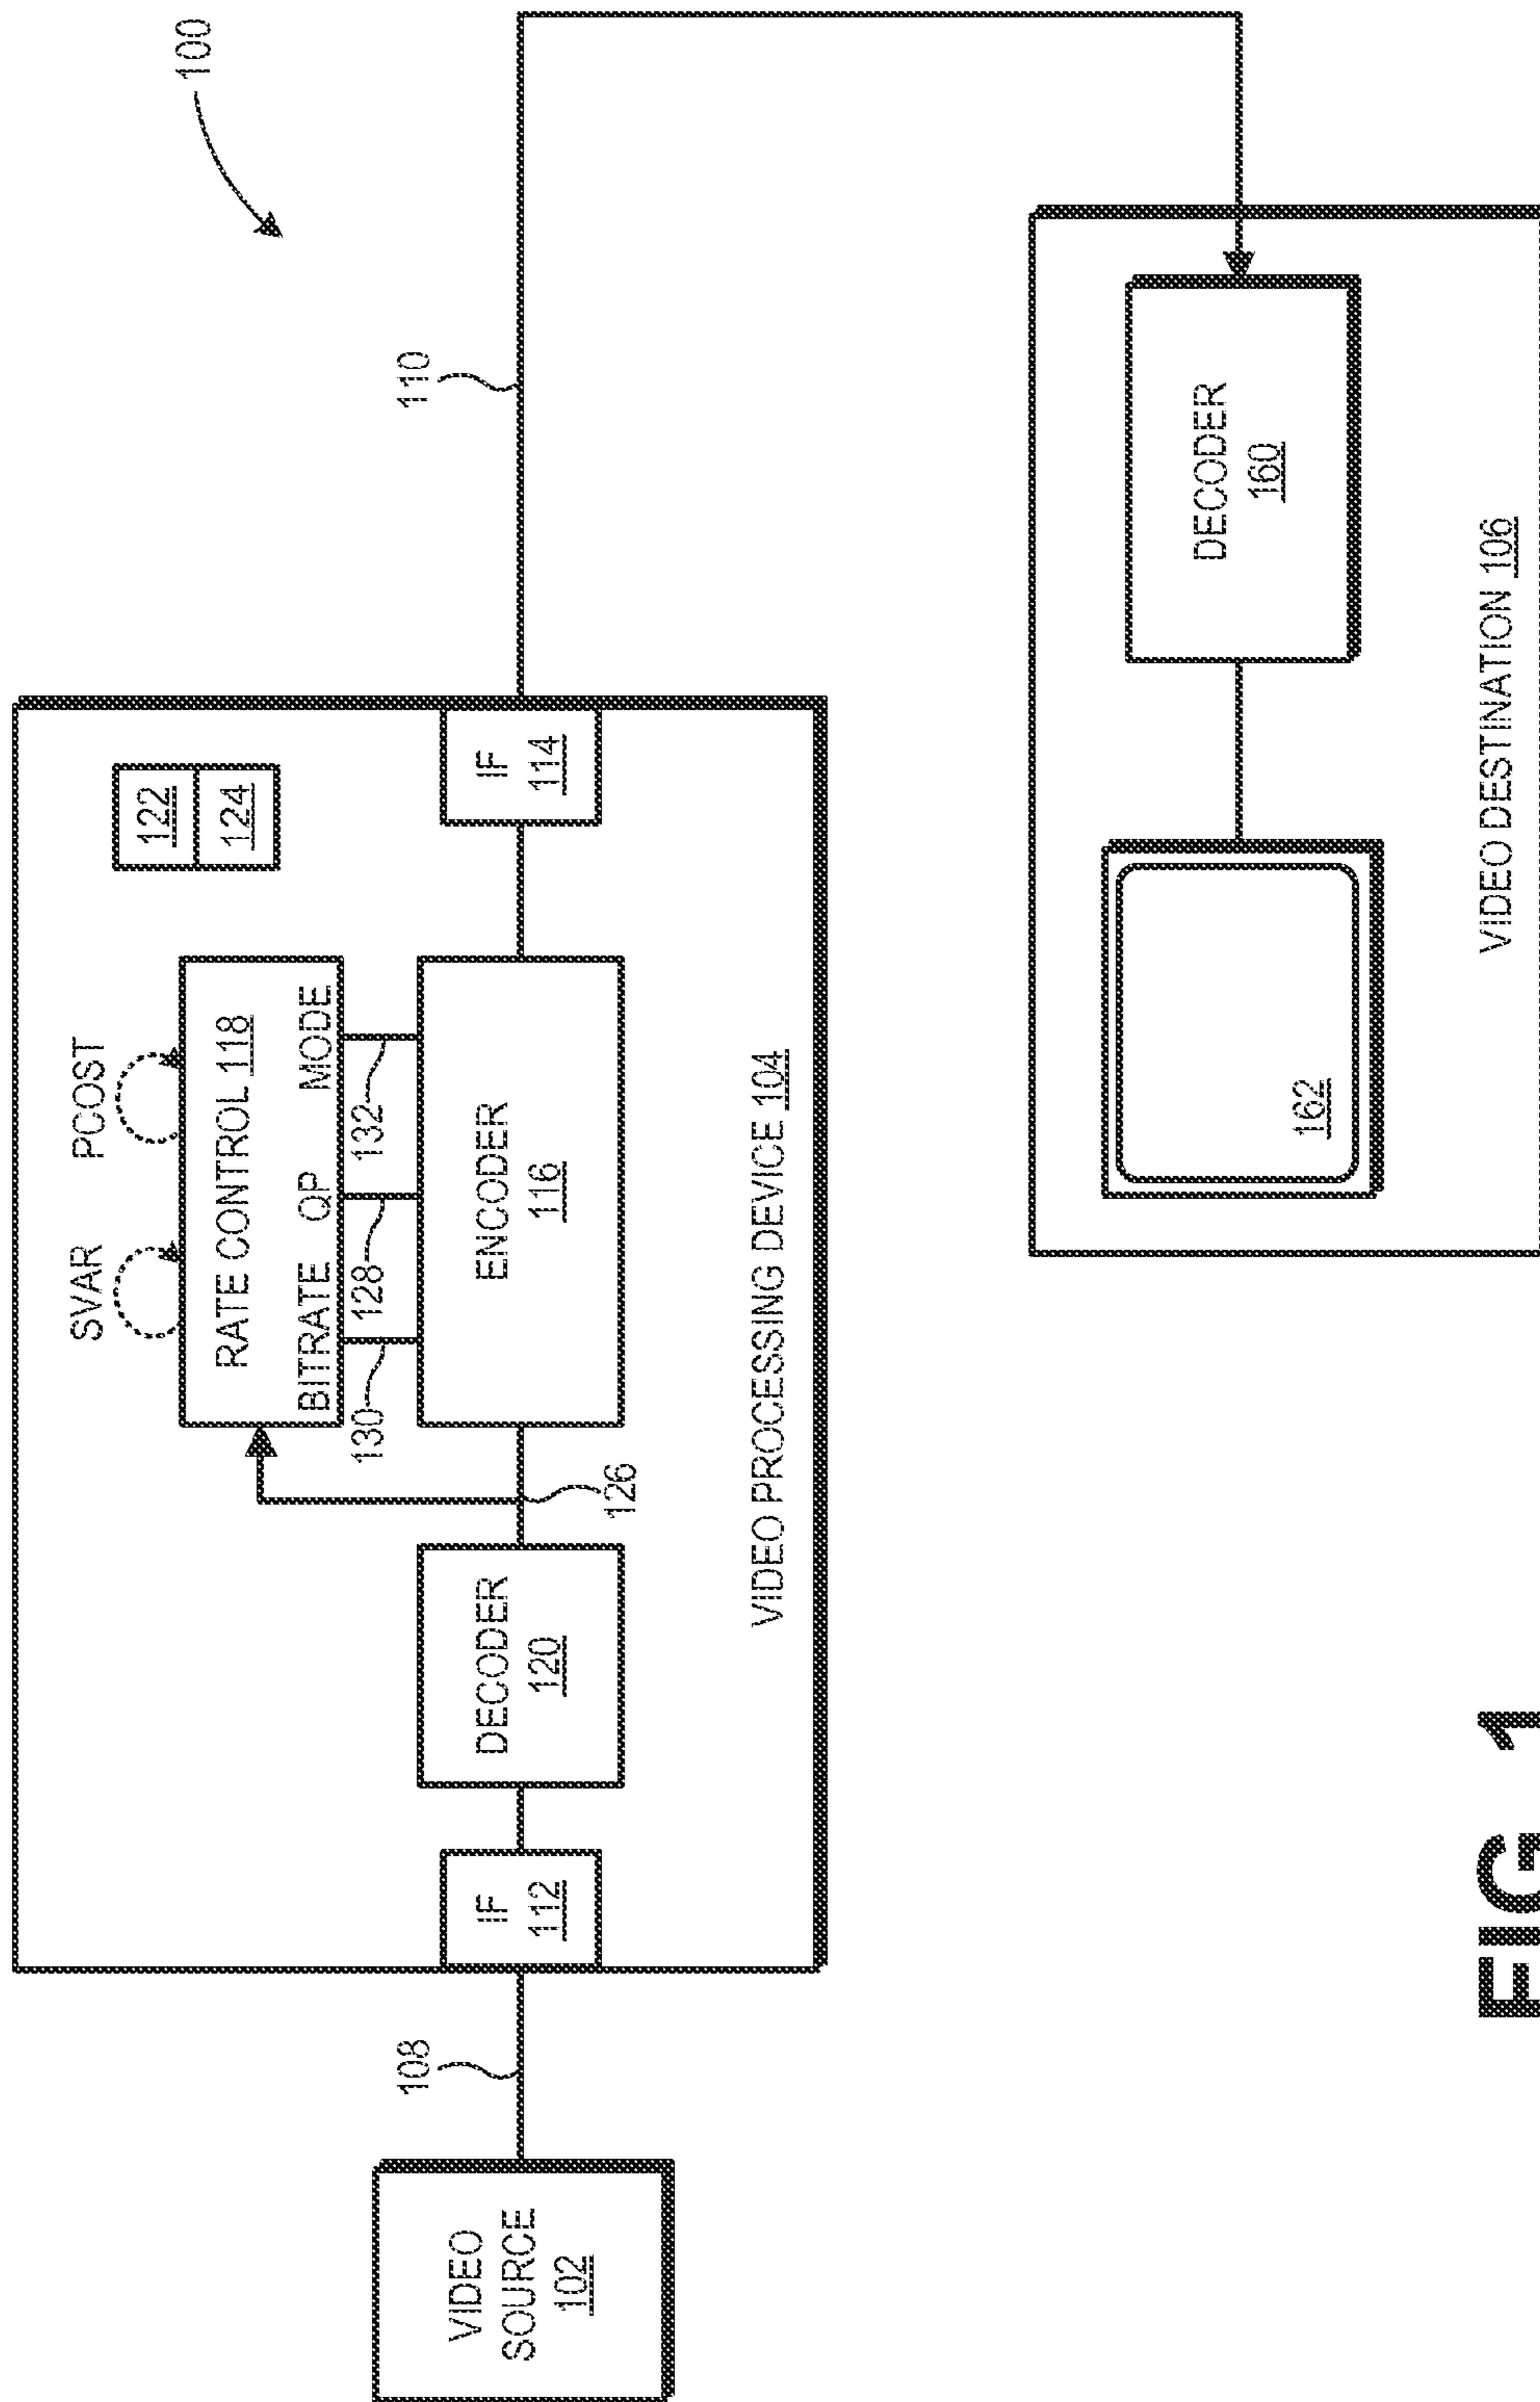 100
SVAR
PCOST
RATE CONTROL 118
BITRATE QP MODE
122
124
130
128
132
108
110
VIDEO
SOURCE
102
IF
112
DECODER
120
126
ENCODER
116
IF
114
VIDEO PROCESSING DEVICE 104
DECODER
160
162
VIDEO DESTINATION 106
FIG 1